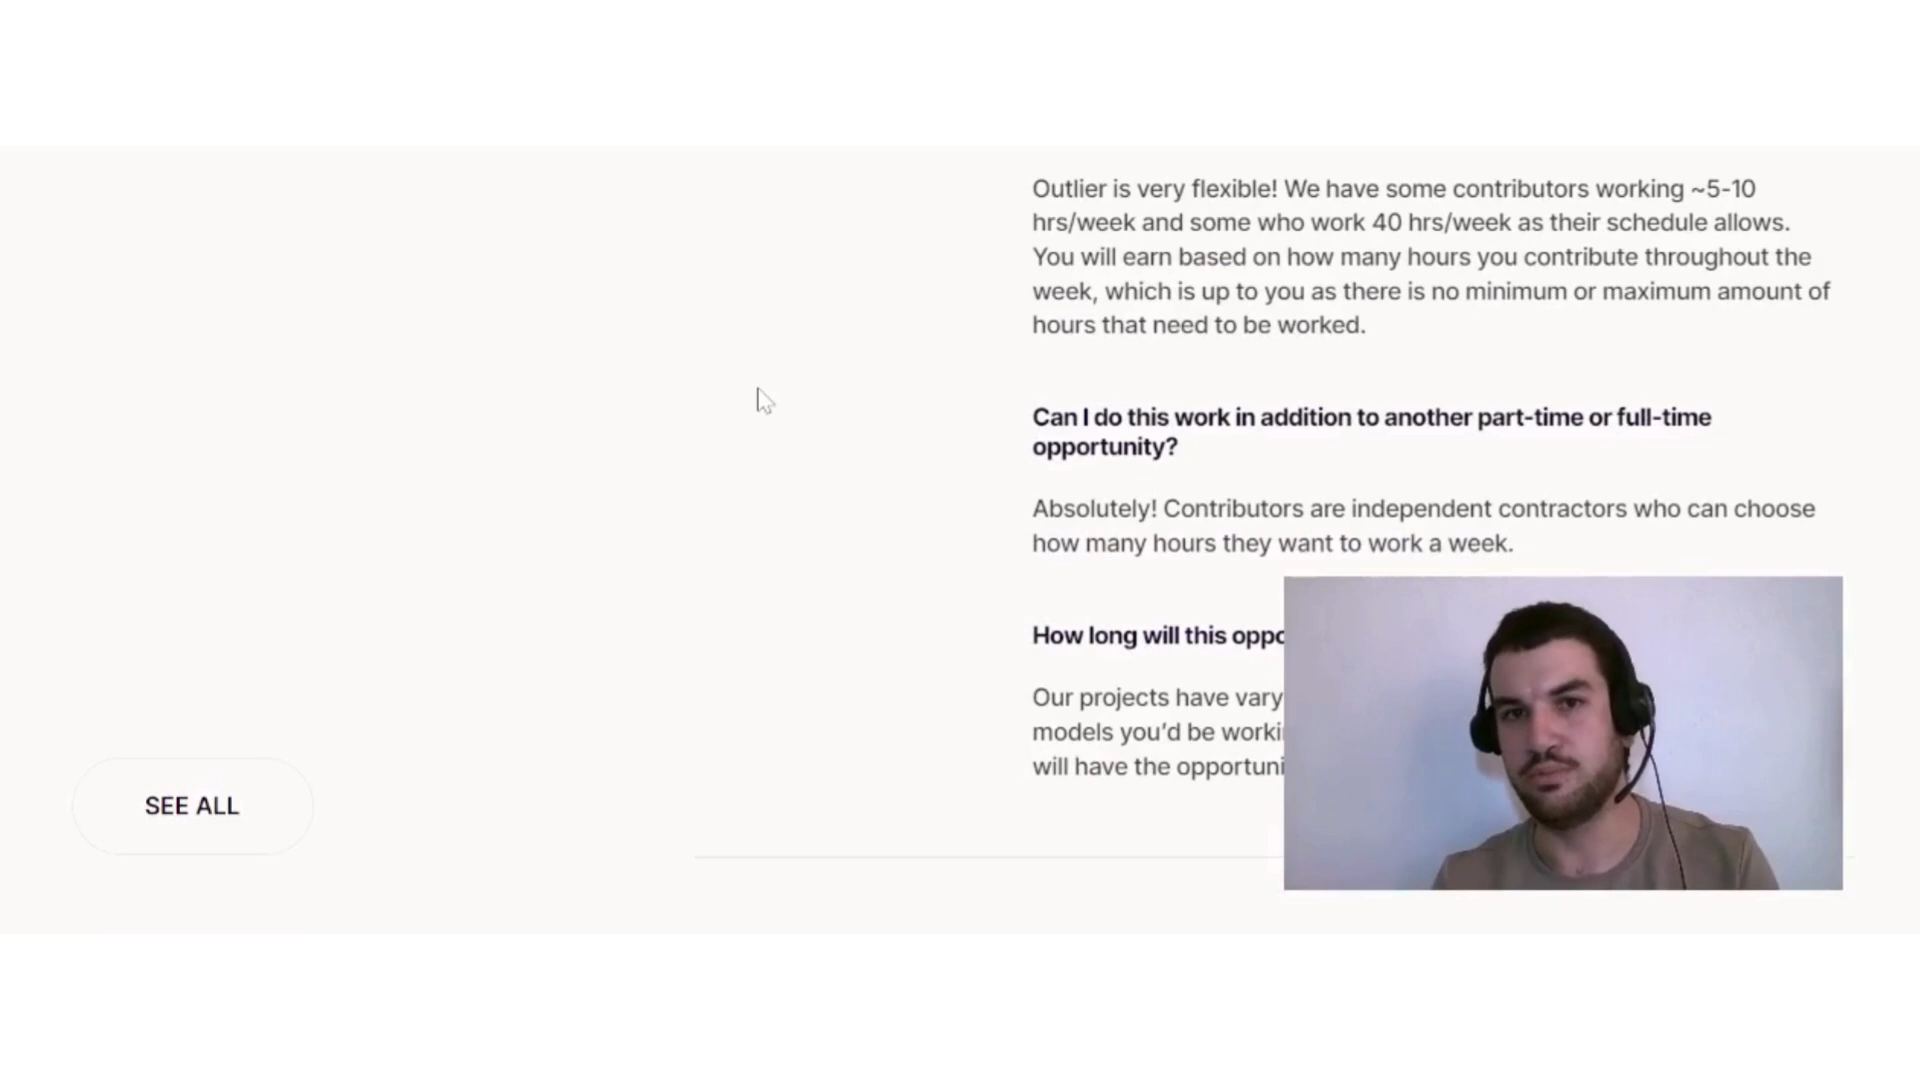 Outlier is very flexible! We have some contributors working ~5-10
hrs/week and some who work 40 hrs/week as their schedule allows.
You will earn based on how many hours you contribute throughout the
week, which is up to you as there is no minimum or maximum amount of
hours that need to be worked.
Can I do this work in addition to another part-time or full-time
opportunity?
Absolutely! Contributors are independent contractors who can choose
how many hours they want to work a week.
How long will this
Our projects have
models you'd be
will have the
SEE ALL